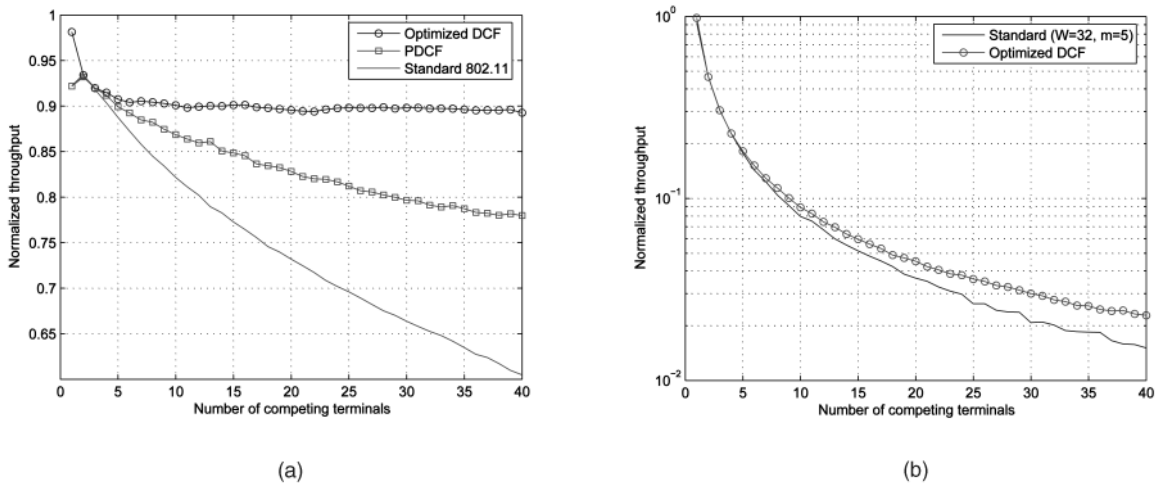 1
0.95
0.9
0.85
0.8
0.75
0.7
0.65
Normalized throughput
0 5 10 15 20 25 30 35 40
Number of competing terminals
Optimized DCF
PDCF
Standard 802.11
(a)
10^0
10^-1
10^-2
Normalized throughput
0 5 10 15 20 25 30 35 40
Number of competing terminals
Standard (W=32, m=5)
Optimized DCF
(b)